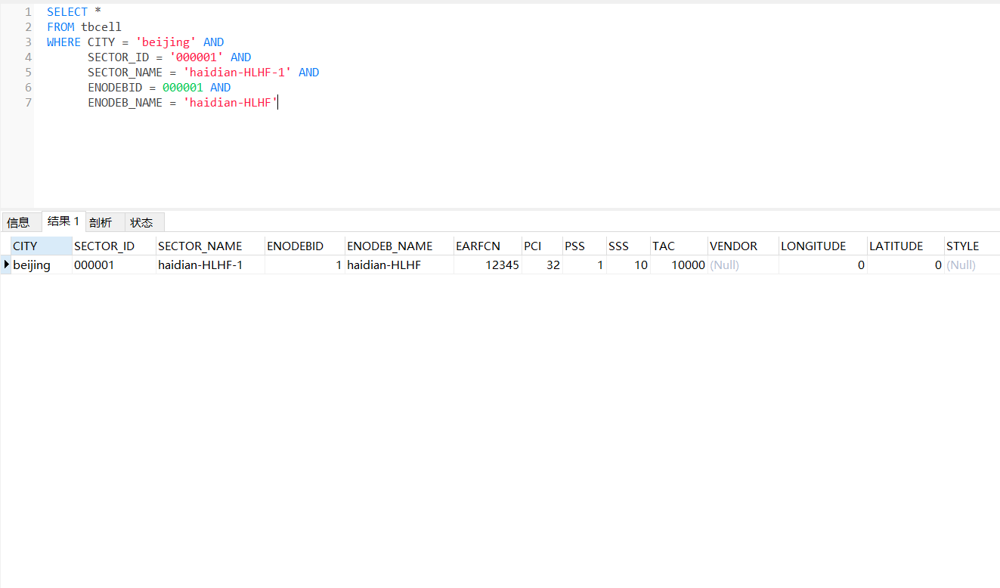 1 SELECT *
2 FROM tbcell
3 WHERE CITY = 'beijing' AND
4 SECTOR_ID = '000001' AND
5 SECTOR_NAME = 'haidian-HLHF-1' AND
6 ENODEBID = 000001 AND
7 ENODEB_NAME = 'haidian-HLHF'
信息 结果 1 剖析 状态
CITY SECTOR_ID SECTOR_NAME ENODEBID ENODEB_NAME EARFCN PCI PSS SSS TAC VENDOR LONGITUDE LATITUDE STYLE
beijing 000001 haidian-HLHF-1 1 haidian-HLHF 12345 32 1 10 10000 (Null) 0 0 (Null)